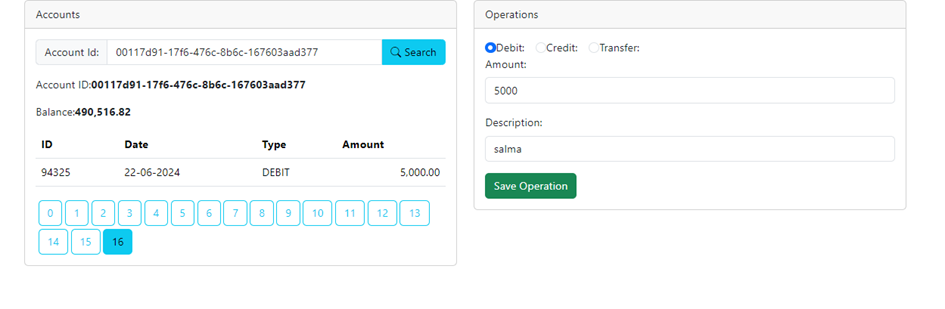 Accounts
Account Id: 00117d91-17f6-476c-8b6c-167603aad377 Search
Account ID:00117d91-17f6-476c-8b6c-167603aad377
Balance:490,516.82
ID Date Type Amount
94325 22-06-2024 DEBIT 5,000.00
0 1 2 3 4 5 6 7 8 9 10 11 12 13
14 15 16
Operations
Debit: Credit: Transfer:
Amount:
5000
Description:
salma
Save Operation